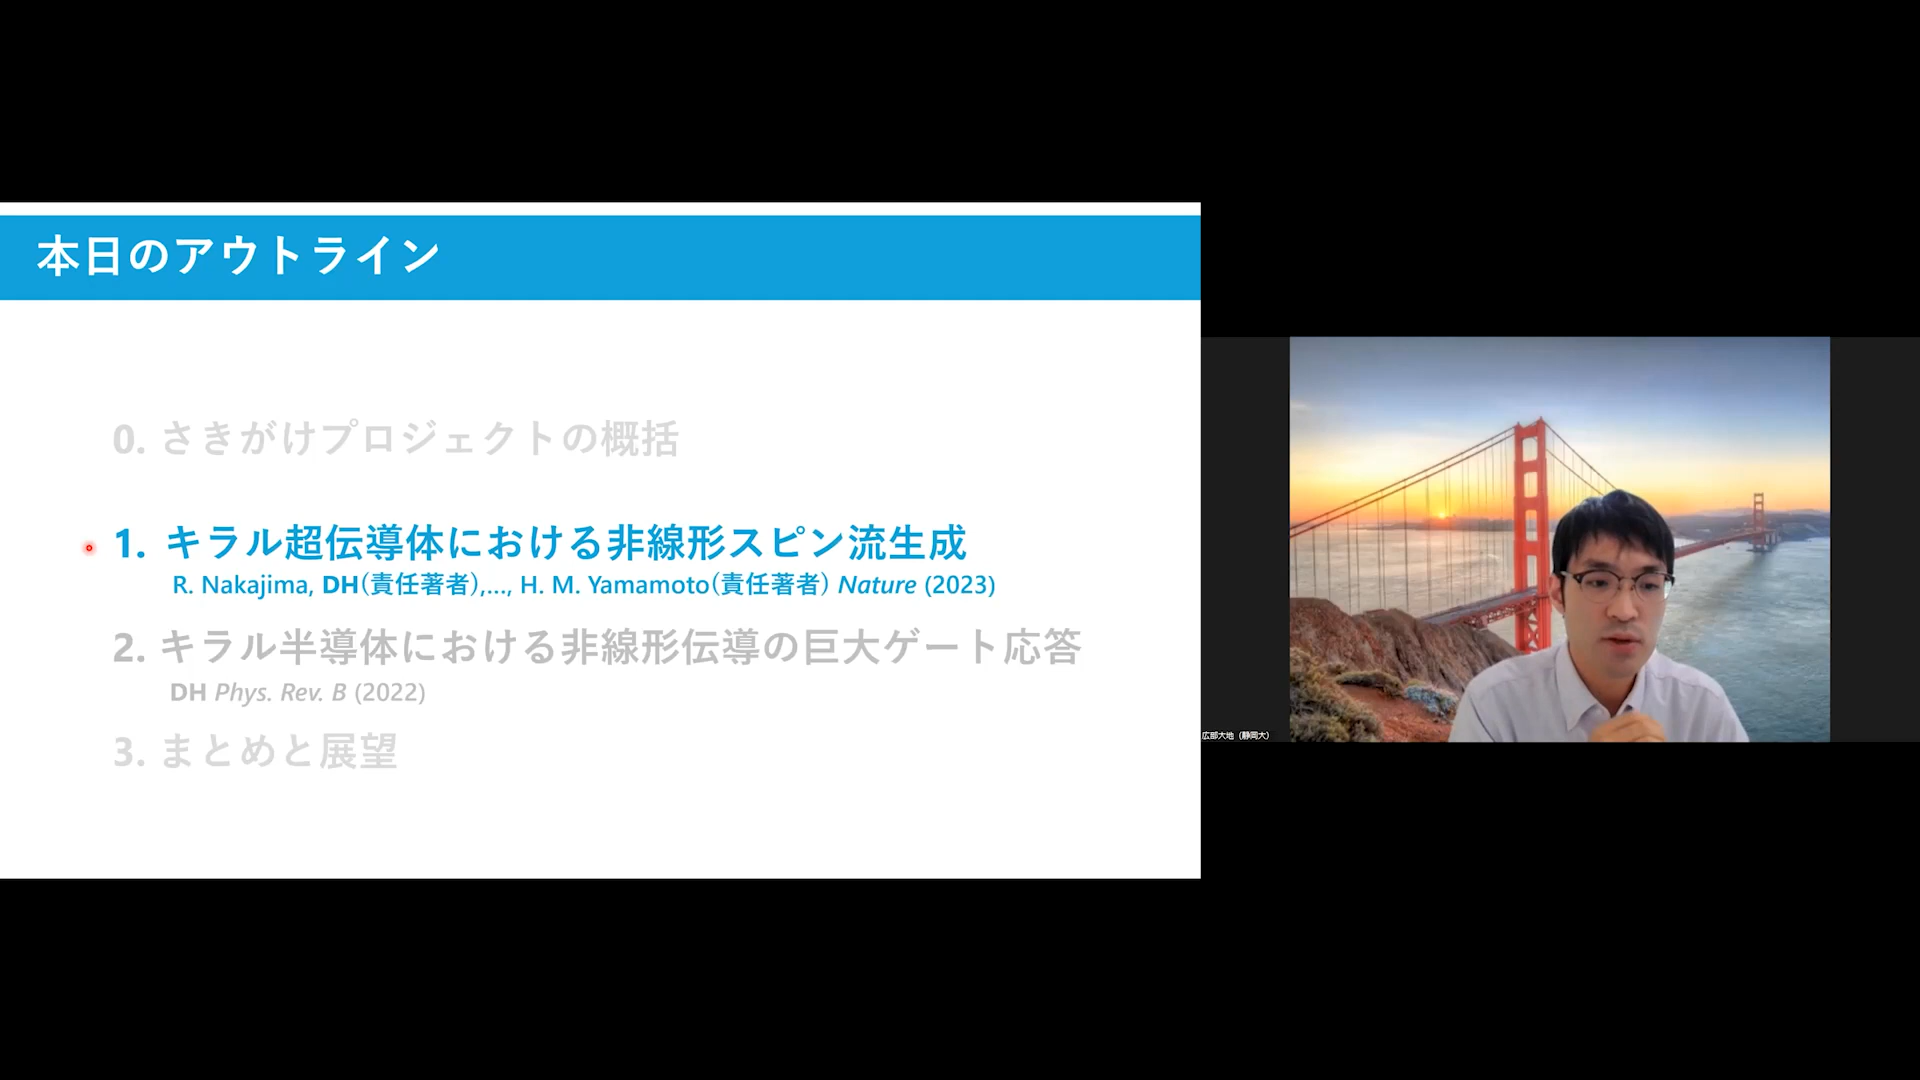 本日のアウトライン
0. さきがけプロジェクトの概括
1. キラル超伝導体における非線形スピン流生成
R. Nakajima, DH(責任著者),..., H. M. Yamamoto(責任著者) Nature (2023)
2. キラル半導体における非線形伝導の巨大ゲート応答
DH Phys. Rev. B (2022)
3. まとめと展望
広部大地 (静岡大)